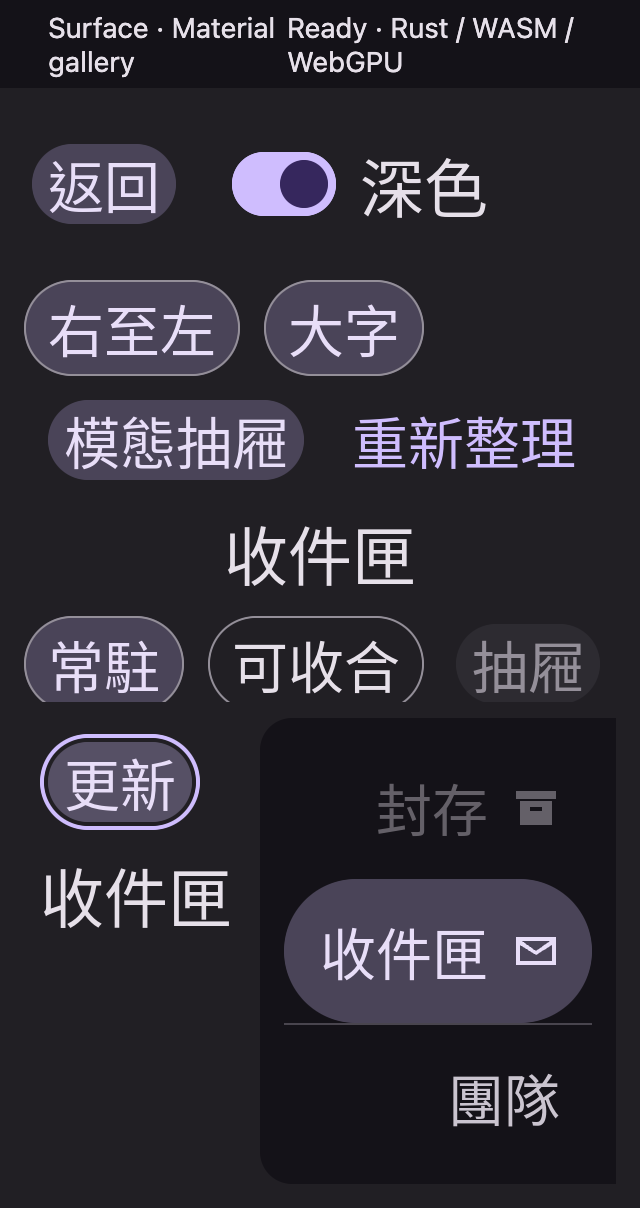 Surface · Material gallery
Ready · Rust / WASM / WebGPU
返回
深色
右至左
大字
模態抽屜
重新整理
收件匣
常駐
可收合
抽屜
更新
收件匣
封存
收件匣
團隊